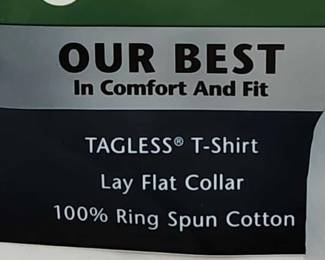 OUR BEST
In Comfort And Fit
TAGLESS® T-Shirt
Lay Flat Collar
100% Ring Spun Cotton